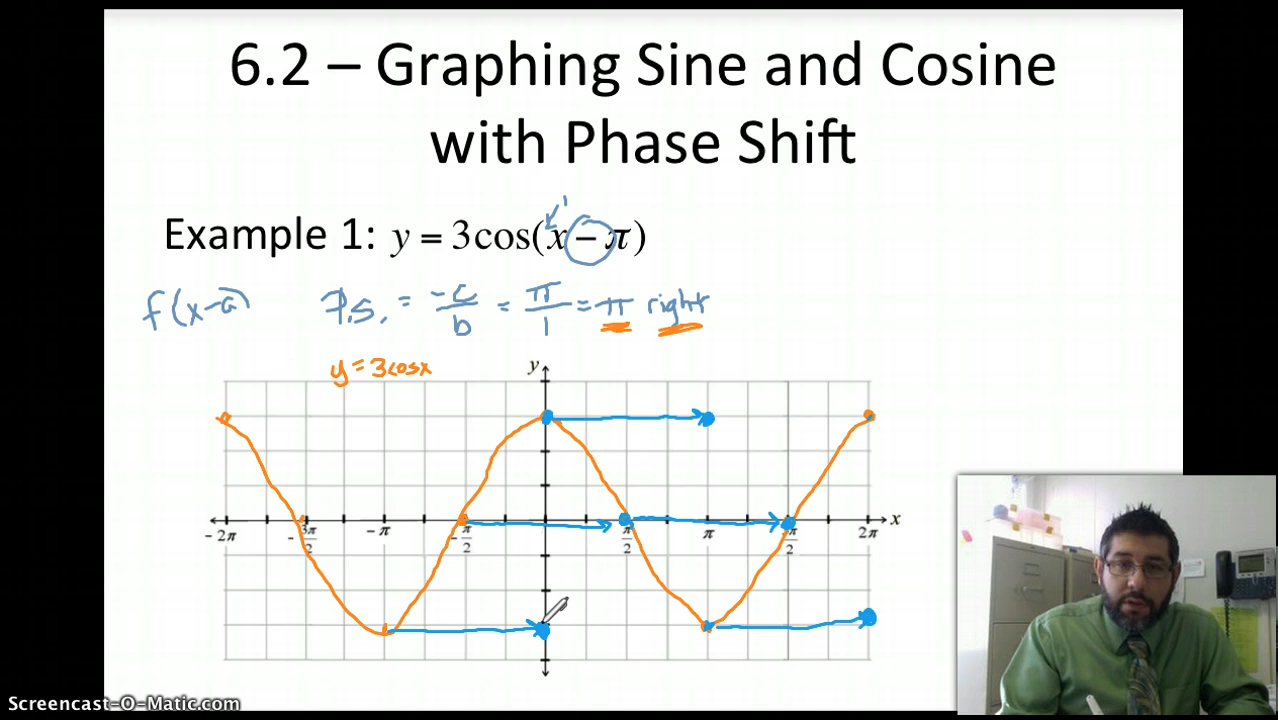 6.2 – Graphing Sine and Cosine
with Phase Shift
Example 1: y = 3cos(x − π)
f(x-a) P.S. = -c/b = π/1 = π right
y = 3cosx
y
x
-2π -3π/2 -π -π/2 π/2 π 3π/2 2π
Screencast-O-Matic.com